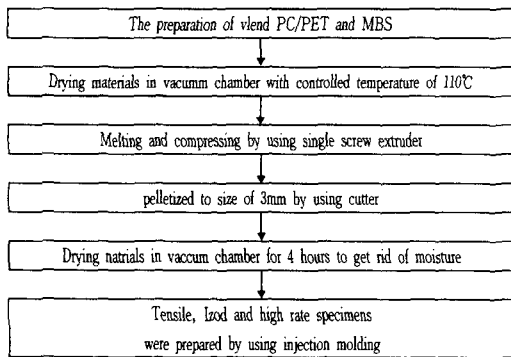 The preparation of vlend PC/PET and MBS
Drying materials in vacumm chamber with controlled temperature of 110℃
Melting and compressing by using single screw extruder
pelletized to size of 3mm by using cutter
Drying natrials in vaccum chamber for 4 hours to get rid of moisture
Tensile, Izod and high rate specimens
were prepared by using injection molding